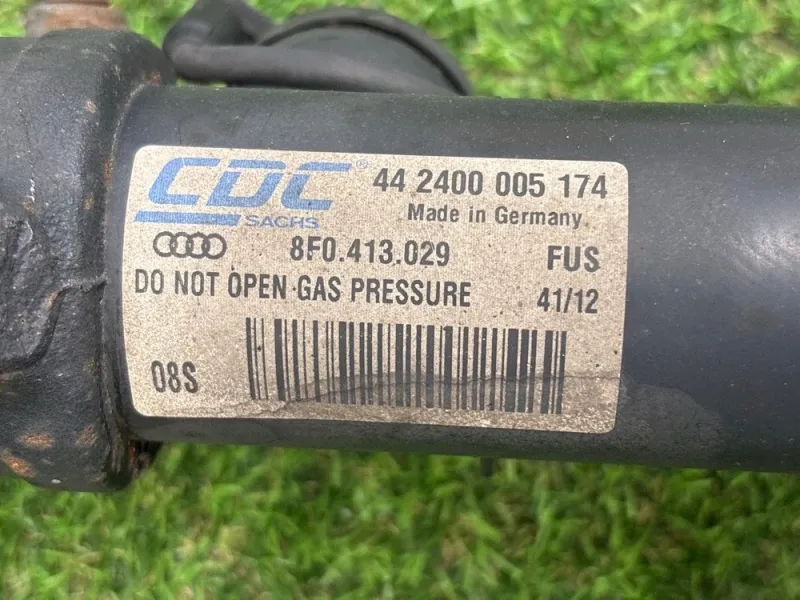 CDC® 44 2400 005 174
SACHS Made in Germany
8F0.413.029 FUS
DO NOT OPEN GAS PRESSURE 41/12
08S